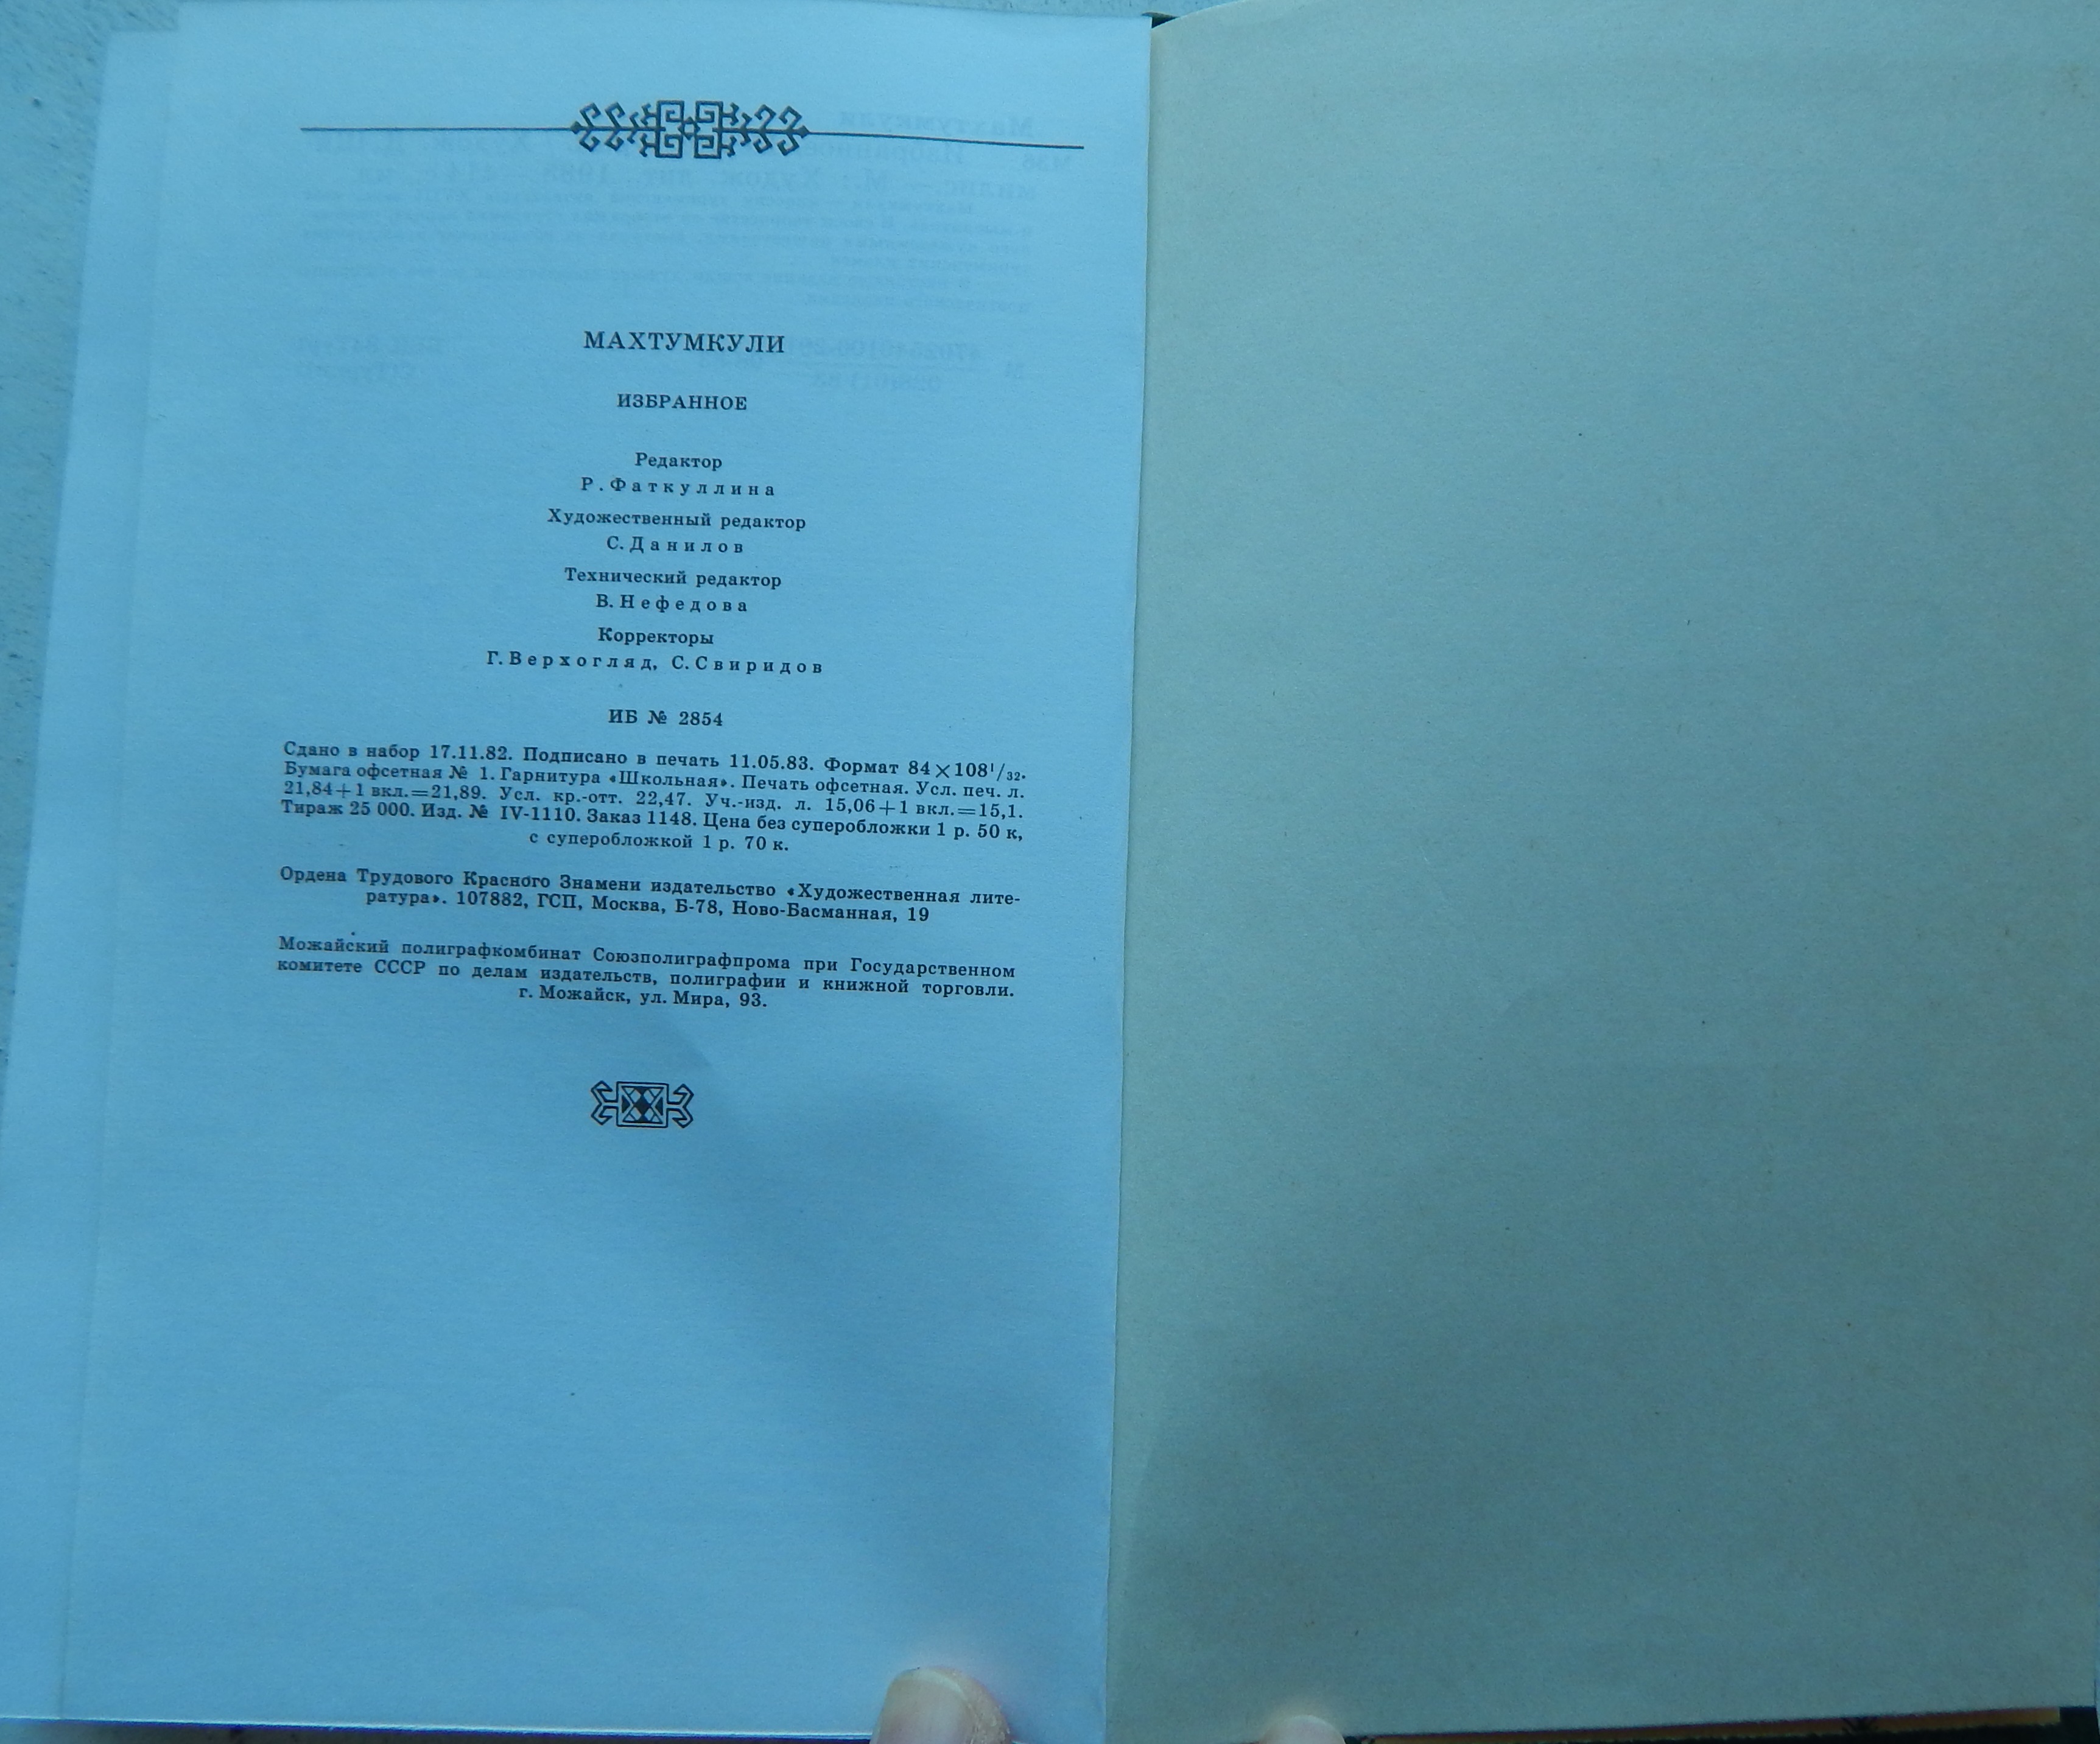 МАХТУМКУЛИ
ИЗБРАННОЕ
Редактор
Р. Фаткуллина
Художественный редактор
С. Данилов
Технический редактор
В. Нефедова
Корректоры
Г. Верхогляд, С. Свиридов
ИБ № 2854
Сдано в набор 17.11.82. Подписано в печать 11.05.83. Формат 84×108¹/₃₂.
Бумага офсетная № 1. Гарнитура «Школьная». Печать офсетная. Усл. печ. л.
21,84+1 вкл.=21,89. Усл. кр.-отт. 22,47. Уч.-изд. л. 15,06+1 вкл.=15,1.
Тираж 25 000. Изд. № IV-1110. Заказ 1148. Цена без суперобложки 1 р. 50 к,
с суперобложкой 1 р. 70 к.
Ордена Трудового Красного Знамени издательство «Художественная лите-
ратура». 107882, ГСП, Москва, Б-78, Ново-Басманная, 19
Можайский полиграфкомбинат Союзполиграфпрома при Государственном
комитете СССР по делам издательств, полиграфии и книжной торговли.
г. Можайск, ул. Мира, 93.